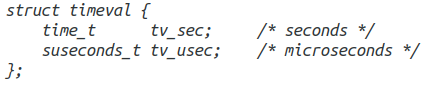 struct timeval {
    time_t      tv_sec;     /* seconds */
    suseconds_t tv_usec;    /* microseconds */
};